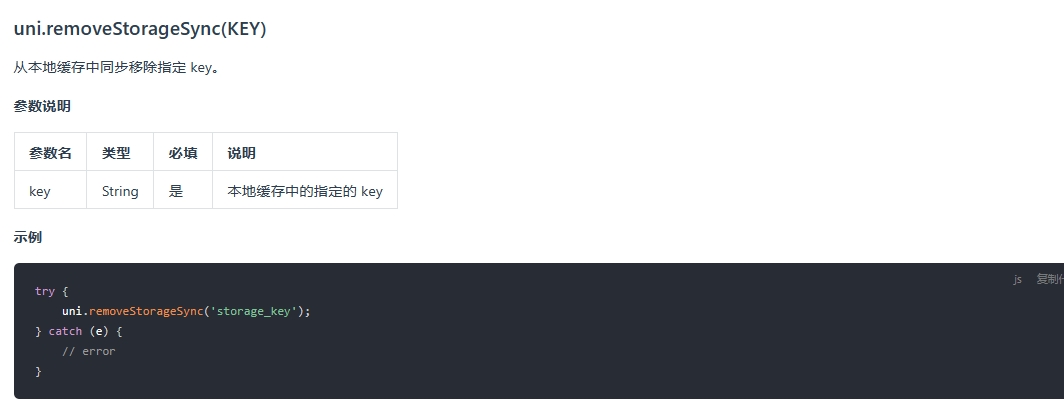 uni.removeStorageSync(KEY)
从本地缓存中同步移除指定 key。
参数说明
参数名 类型 必填 说明
key String 是 本地缓存中的指定的 key
示例
js 复制
try {
uni.removeStorageSync('storage_key');
} catch (e) {
// error
}